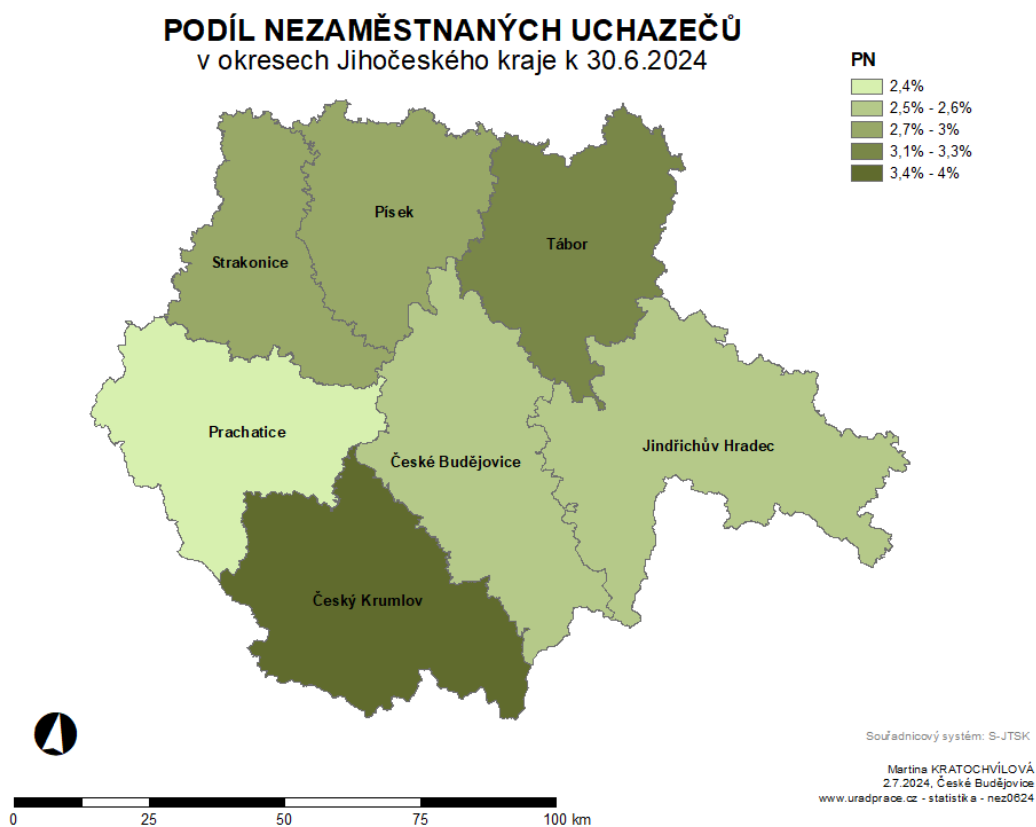 PODÍL NEZAMĚSTNANÝCH UCHAZEČŮ
v okresech Jihočeského kraje k 30.6.2024
PN
2,4%
2,5% - 2,6%
2,7% - 3%
3,1% - 3,3%
3,4% - 4%
Písek
Tábor
Strakonice
Prachatice
Jindřichův Hradec
České Budějovice
Český Krumlov
Souřadnicový systém: S-JTSK
Martina KRATOCHVÍLOVÁ
2.7.2024, České Budějovice
www.uradprace.cz - statistika - nez0624
0 25 50 75 100 km